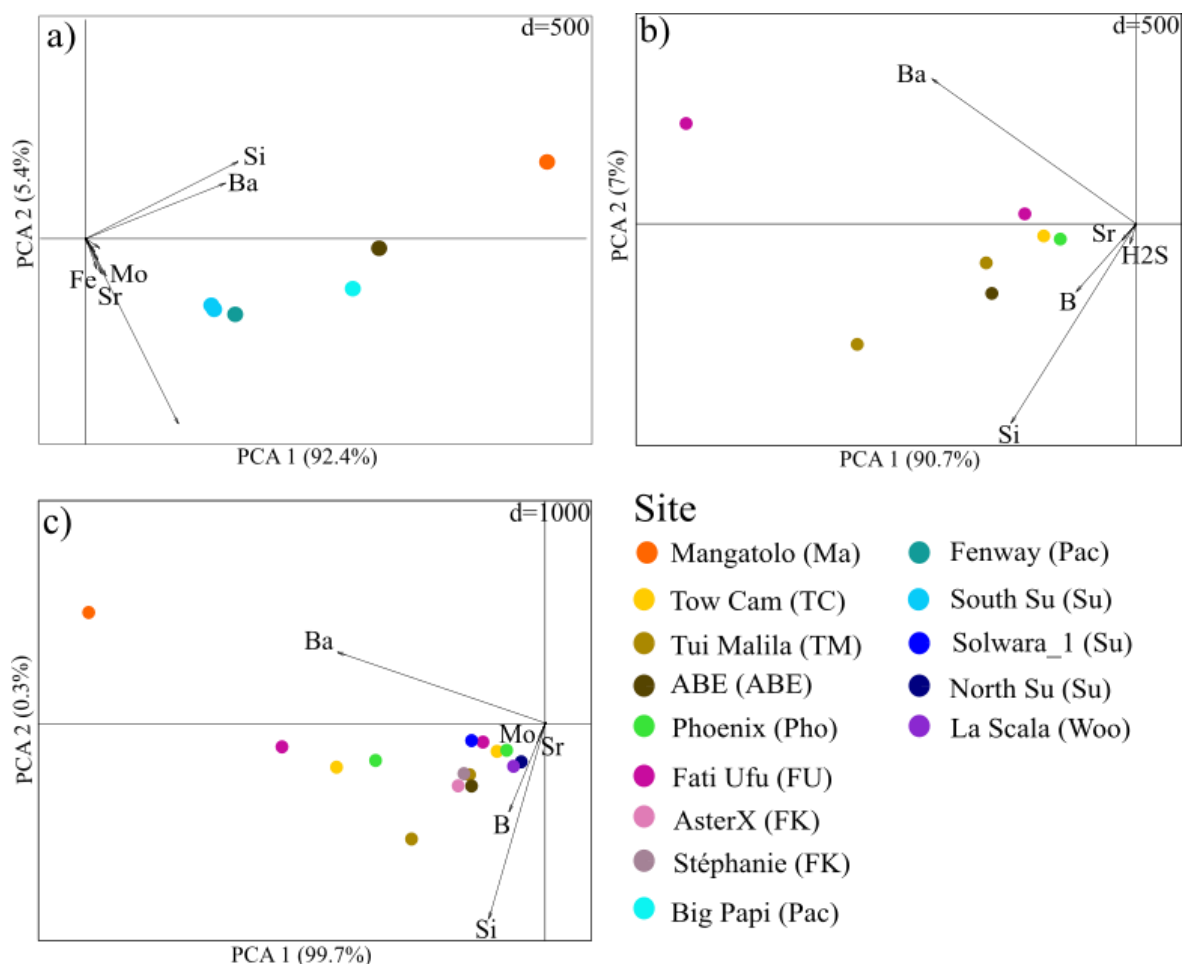 a)
d=500
Si
Ba
Fe
Mo
Sr
PCA 2 (5.4%)
PCA 1 (92.4%)
b)
d=500
Ba
Sr
H2S
B
Si
PCA 2 (7%)
PCA 1 (90.7%)
c)
d=1000
Ba
Mo
Sr
B
Si
PCA 2 (0.3%)
PCA 1 (99.7%)
Site
Mangatolo (Ma)
Tow Cam (TC)
Tui Malila (TM)
ABE (ABE)
Phoenix (Pho)
Fati Ufu (FU)
AsterX (FK)
Stéphanie (FK)
Big Papi (Pac)
Fenway (Pac)
South Su (Su)
Solwara_1 (Su)
North Su (Su)
La Scala (Woo)